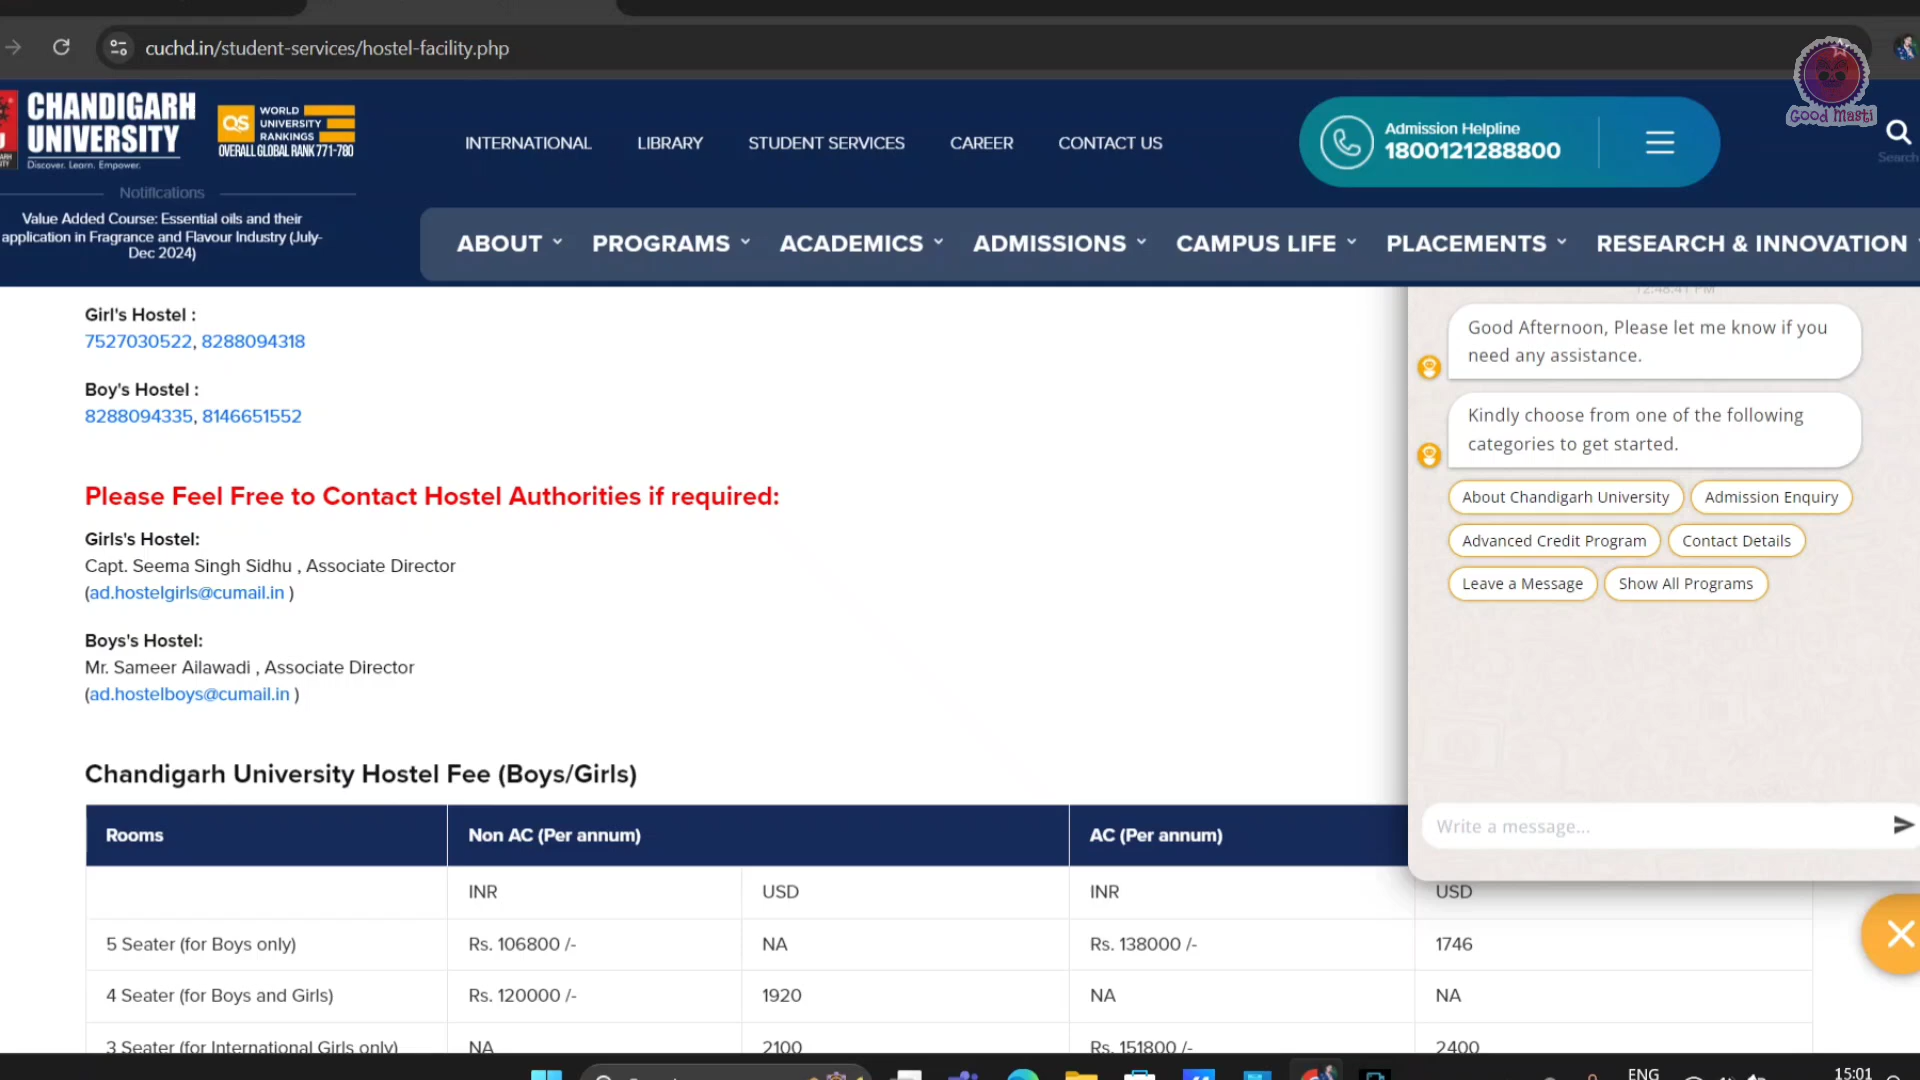 cuchd.in/student-services/hostel-facility.php
Good Masti
CHANDIGARH
UNIVERSITY
Discover. Learn. Empower.
QS WORLD
UNIVERSITY
RANKINGS
OVERALL GLOBAL RANK 771-780
INTERNATIONAL LIBRARY STUDENT SERVICES CAREER CONTACT US
Admission Helpline
1800121288800
Search
Notifications
Value Added Course: Essential oils and their
application in Fragrance and Flavour Industry (July-
Dec 2024)
ABOUT PROGRAMS ACADEMICS ADMISSIONS CAMPUS LIFE PLACEMENTS RESEARCH & INNOVATION
Girl's Hostel :
7527030522, 8288094318
Boy's Hostel :
8288094335, 8146651552
Please Feel Free to Contact Hostel Authorities if required:
Girls's Hostel:
Capt. Seema Singh Sidhu , Associate Director
(ad.hostelgirls@cumail.in )
Boys's Hostel:
Mr. Sameer Ailawadi , Associate Director
(ad.hostelboys@cumail.in )
Chandigarh University Hostel Fee (Boys/Girls)
Rooms Non AC (Per annum) AC (Per annum)
INR USD INR USD
5 Seater (for Boys only) Rs. 106800 /- NA Rs. 138000 /- 1746
4 Seater (for Boys and Girls) Rs. 120000 /- 1920 NA NA
3 Seater (for International Girls only) NA 2100 Rs. 151800 /- 2400
12:48:41 PM
Good Afternoon, Please let me know if you
need any assistance.
Kindly choose from one of the following
categories to get started.
About Chandigarh University Admission Enquiry
Advanced Credit Program Contact Details
Leave a Message Show All Programs
Write a message...
ENG
15:01